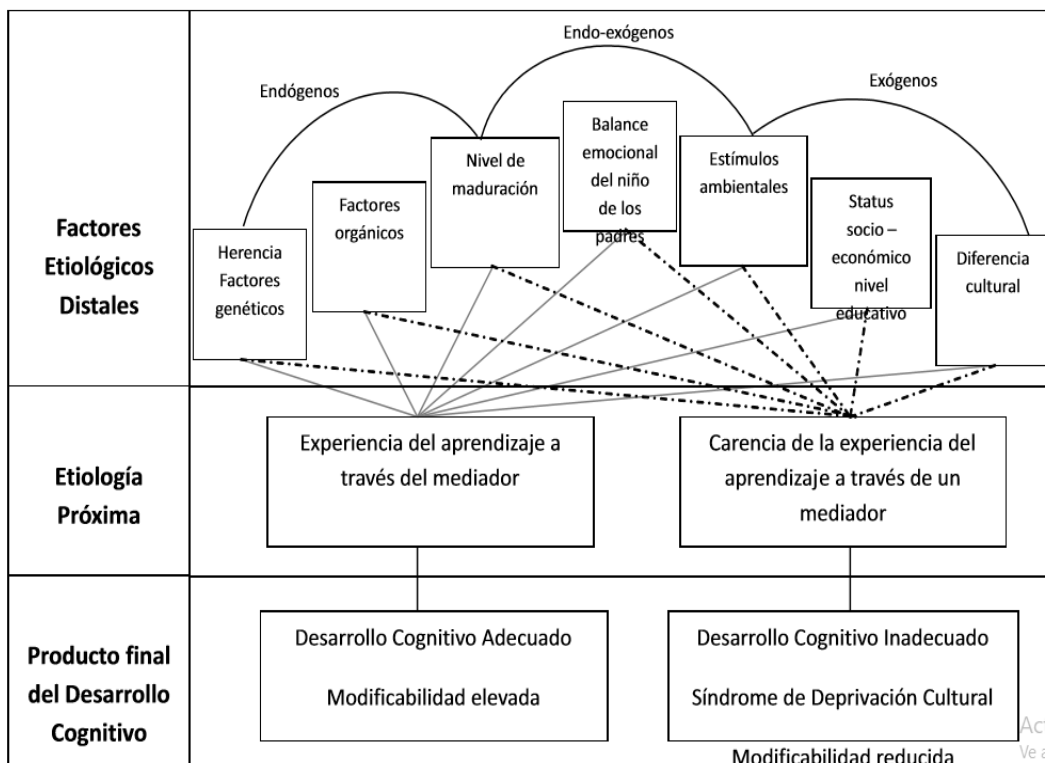 Endo-exógenos
Endógenos
Exógenos
Factores
Etiológicos
Distales
Herencia
Factores
genéticos
Factores
orgánicos
Nivel de
maduración
Balance
emocional
del niño
de los
padres
Estímulos
ambientales
Status
socio –
económico
nivel
educativo
Diferencia
cultural
Etiología
Próxima
Experiencia del aprendizaje a
través del mediador
Carencia de la experiencia del
aprendizaje a través de un
mediador
Producto final
del Desarrollo
Cognitivo
Desarrollo Cognitivo Adecuado
Modificabilidad elevada
Desarrollo Cognitivo Inadecuado
Síndrome de Deprivación Cultural
Modificabilidad reducida
Ve a